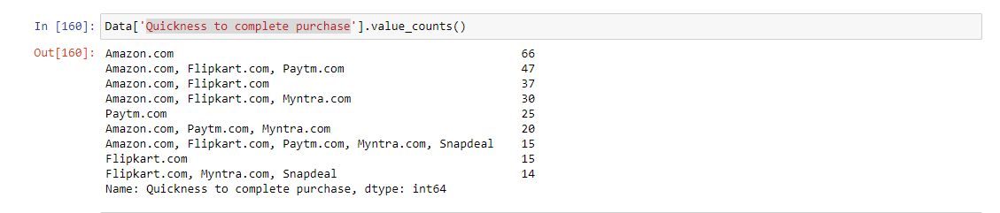 In [160]: Data['Quickness to complete purchase'].value_counts()
Out[160]: Amazon.com 66
Amazon.com, Flipkart.com, Paytm.com 47
Amazon.com, Flipkart.com 37
Amazon.com, Flipkart.com, Myntra.com 30
Paytm.com 25
Amazon.com, Paytm.com, Myntra.com 20
Amazon.com, Flipkart.com, Paytm.com, Myntra.com, Snapdeal 15
Flipkart.com 15
Flipkart.com, Myntra.com, Snapdeal 14
Name: Quickness to complete purchase, dtype: int64